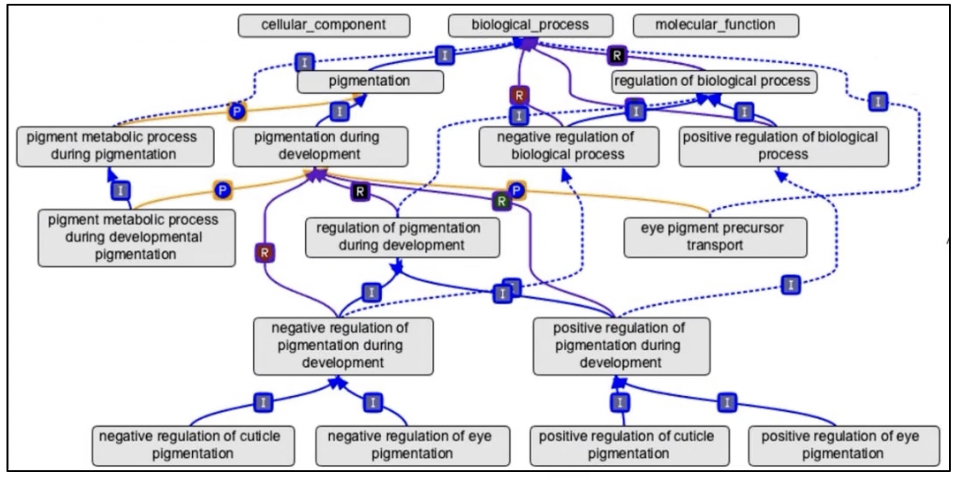 cellular_component
biological_process
molecular_function
I
I
R
pigmentation
regulation of biological process
P
I
R
I
I
I
I
pigment metabolic process
during pigmentation
pigmentation during
development
negative regulation of
biological process
positive regulation of biological
process
I
P
R
R
P
pigment metabolic process
during developmental
pigmentation
regulation of pigmentation
during development
eye pigment precursor
transport
R
I
I
I
I
negative regulation of
pigmentation during
development
positive regulation of
pigmentation during
development
I
I
I
I
negative regulation of cuticle
pigmentation
negative regulation of eye
pigmentation
positive regulation of cuticle
pigmentation
positive regulation of eye
pigmentation